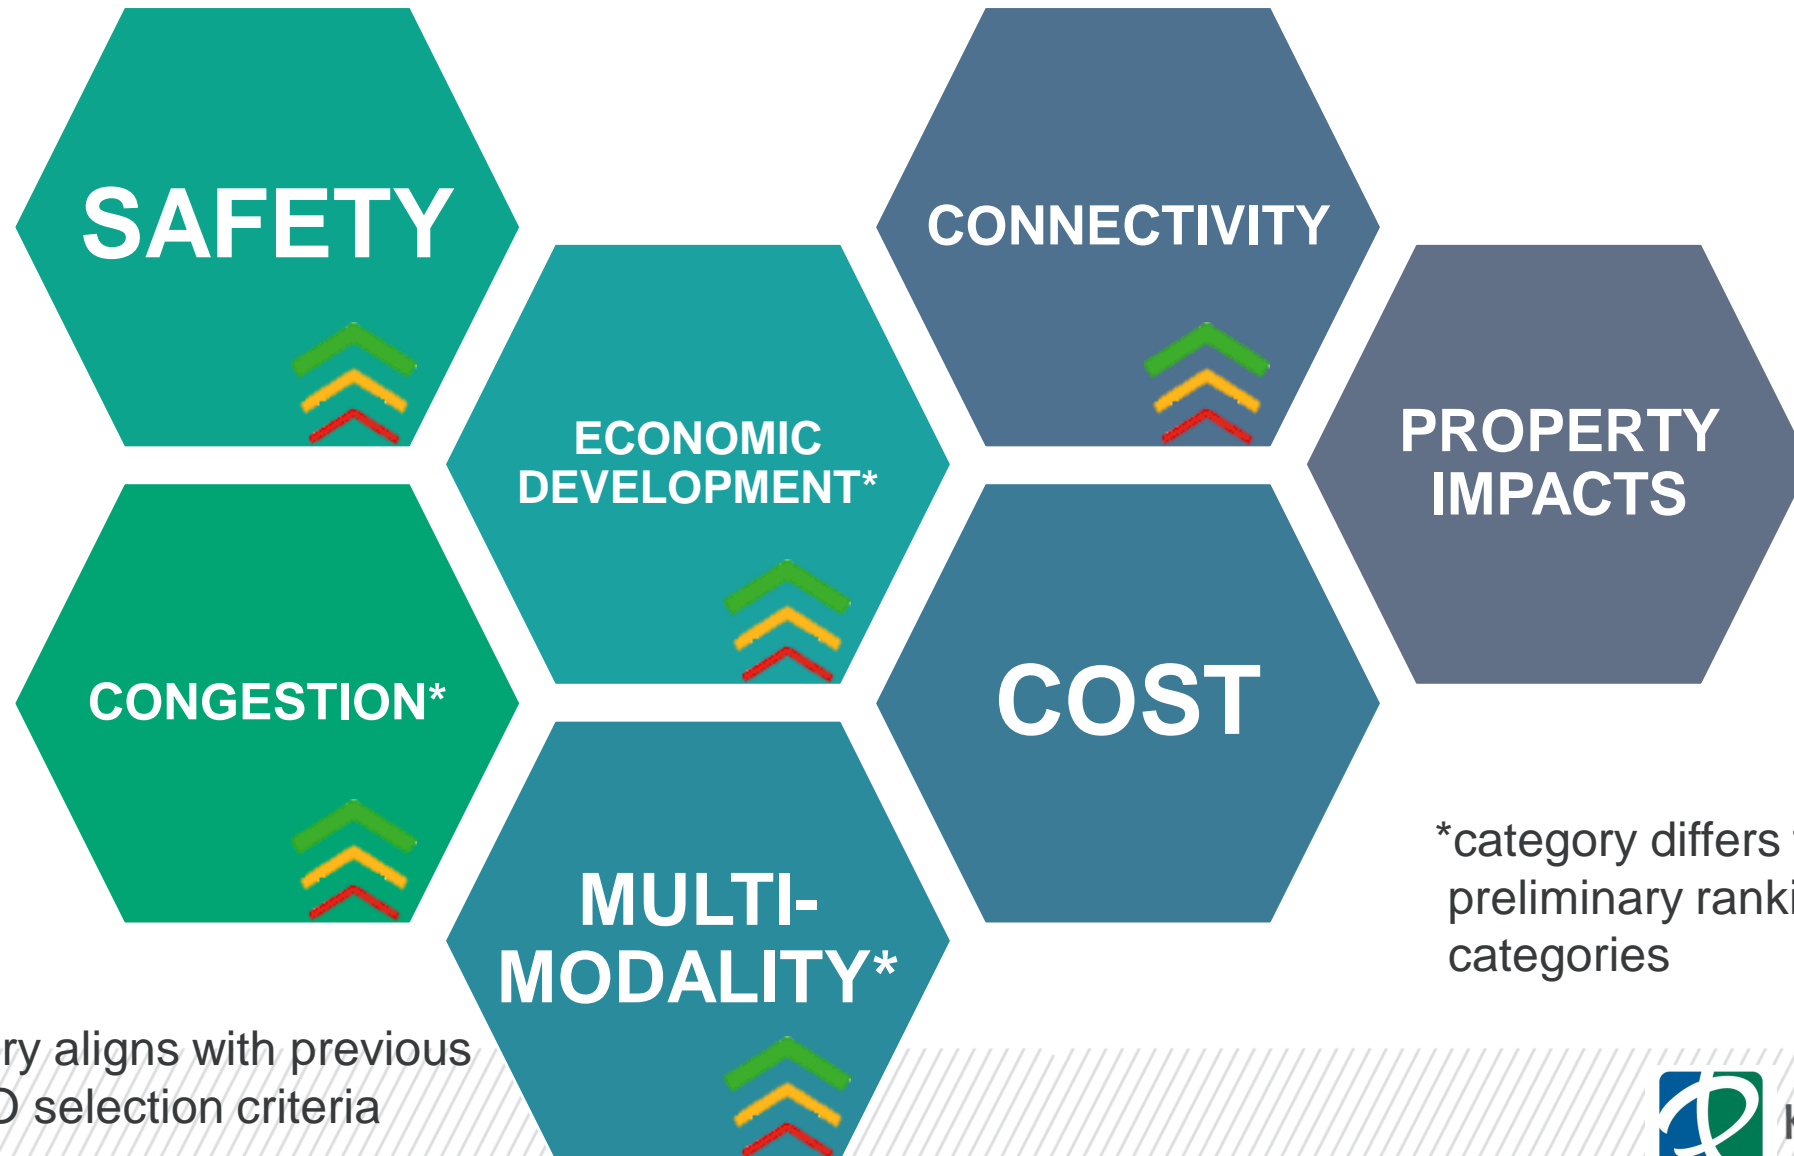 SAFETY
CONNECTIVITY
ECONOMIC
DEVELOPMENT*
PROPERTY
IMPACTS
CONGESTION*
COST
MULTI-
MODALITY*
*category differs
preliminary
categories
aligns with previous
selection criteria